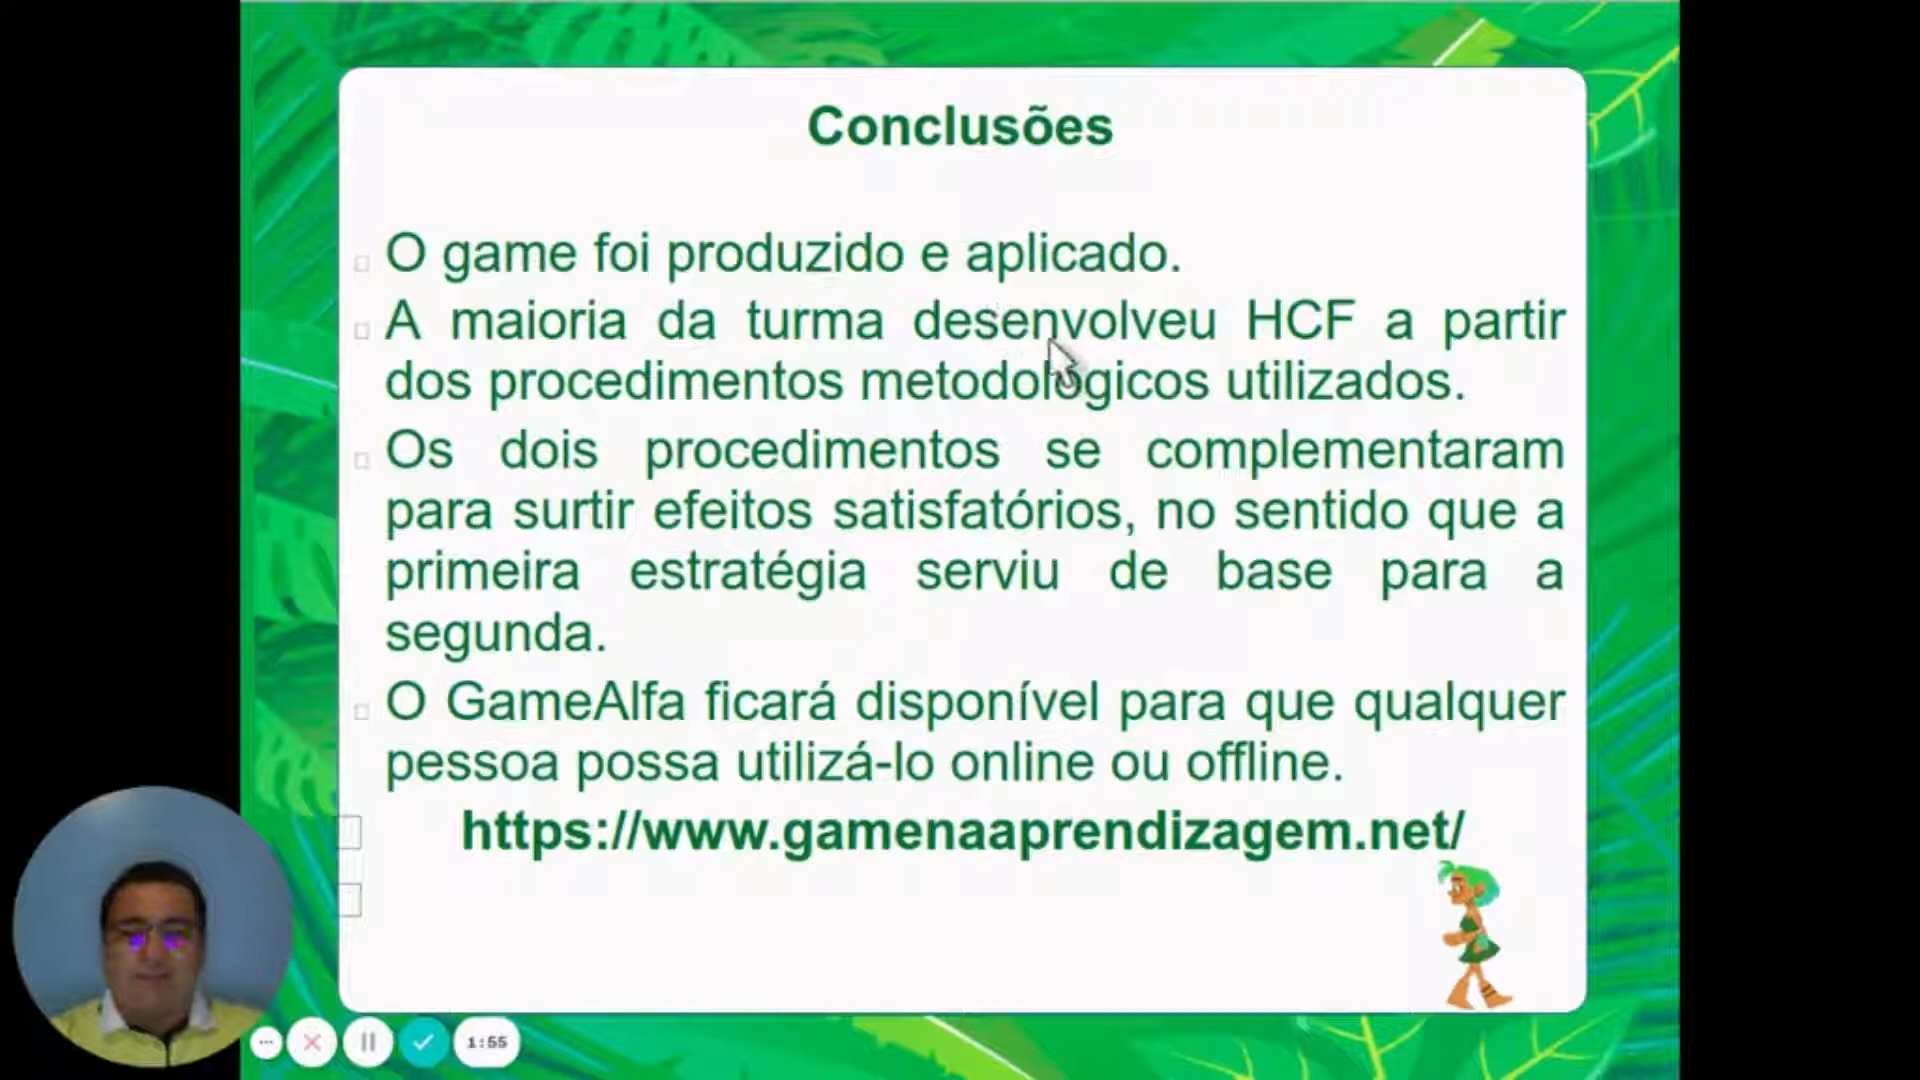 Conclusões
O game foi produzido e aplicado.
A maioria da turma desenvolveu HCF a partir
dos procedimentos metodológicos utilizados.
Os dois procedimentos se complementaram
para surtir efeitos satisfatórios, no sentido que a
primeira estratégia serviu de base para a
segunda.
O GameAlfa ficará disponível para que qualquer
pessoa possa utilizá-lo online ou offline.
https://www.gamenaaprendizagem.net/
1:55